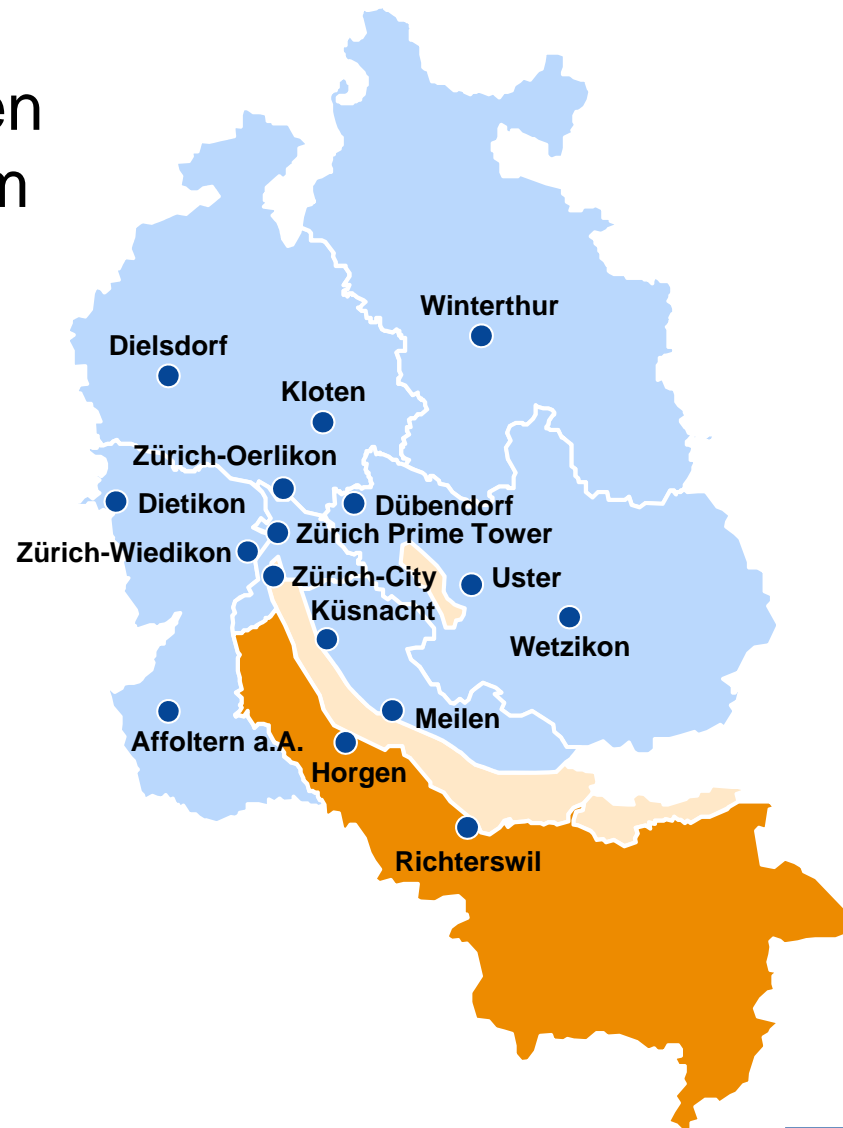 en
m
Winterthur
Dielsdorf
Kloten
Zürich-Oerlikon
Dietikon
Dübendorf
Zürich Prime Tower
Zürich-Wiedikon
Zürich-City
Uster
Küsnacht
Wetzikon
Meilen
Affoltern a.A.
Horgen
Richterswil